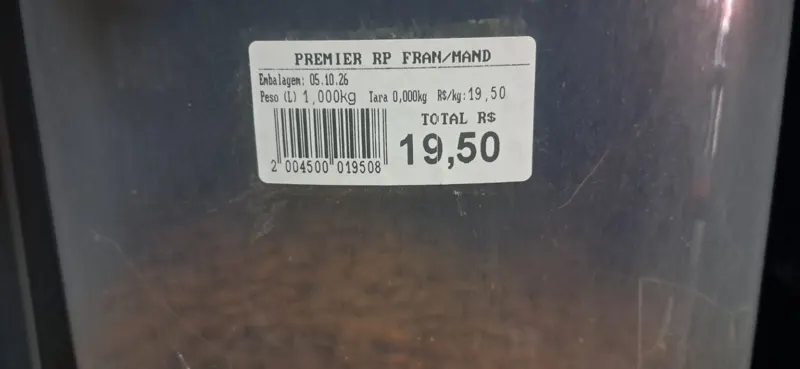 PREMIER RP FRAN/MAND
Embalagem: 05.10.26
Peso (L) 1,000kg Tara 0,000kg R$/kg: 19,50
TOTAL R$
19,50
2 004500 019508